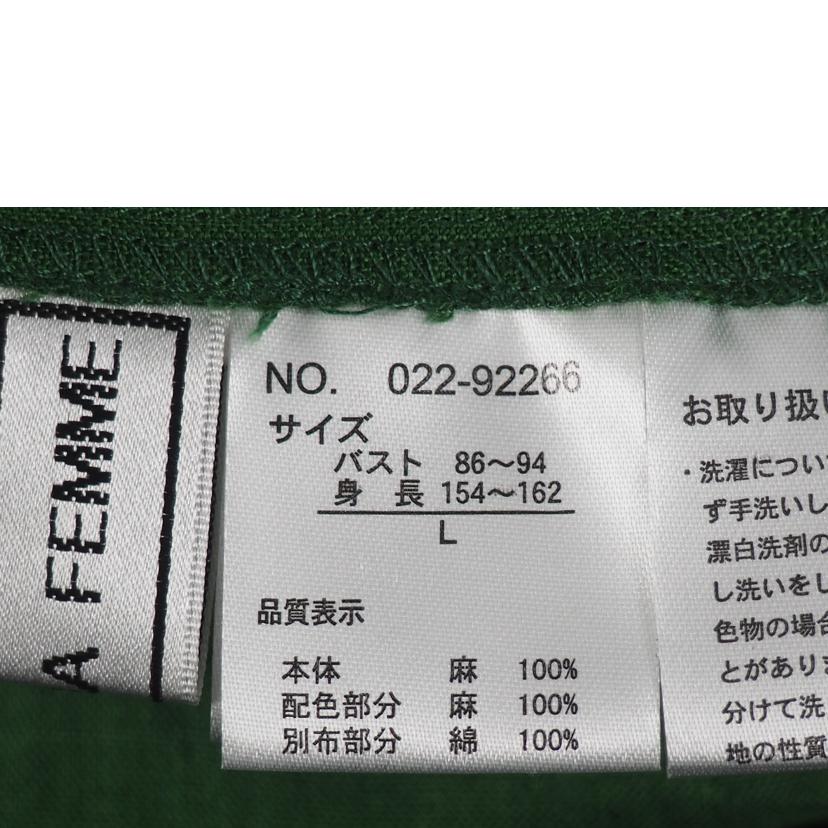 A FEMME
NO. 022-92266
サイズ
バスト 86～94
身 長 154～162
L
品質表示
本体 麻 100%
配色部分 麻 100%
別布部分 綿 100%
お取り扱い
・洗濯につい
ず手洗いし
漂白洗剤の
し洗いをし
色物の場合
とがありま
分けて洗
地の性質